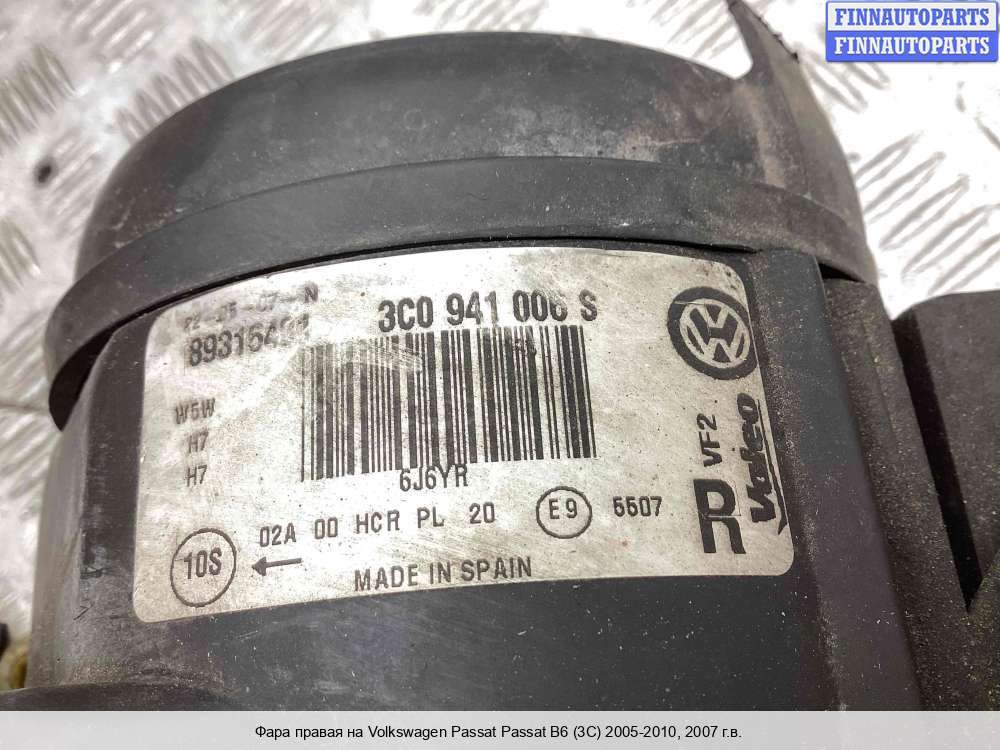 FINNAUTOPARTS
FINNAUTOPARTS
3C0 941 006 S
W5W
H7
H7
6J6YR
02A 00 HCR PL 20
E9
5507
10S
MADE IN SPAIN
VF2
R
Valeo
Фара правая на Volkswagen Passat Passat B6 (3C) 2005-2010, 2007 г.в.